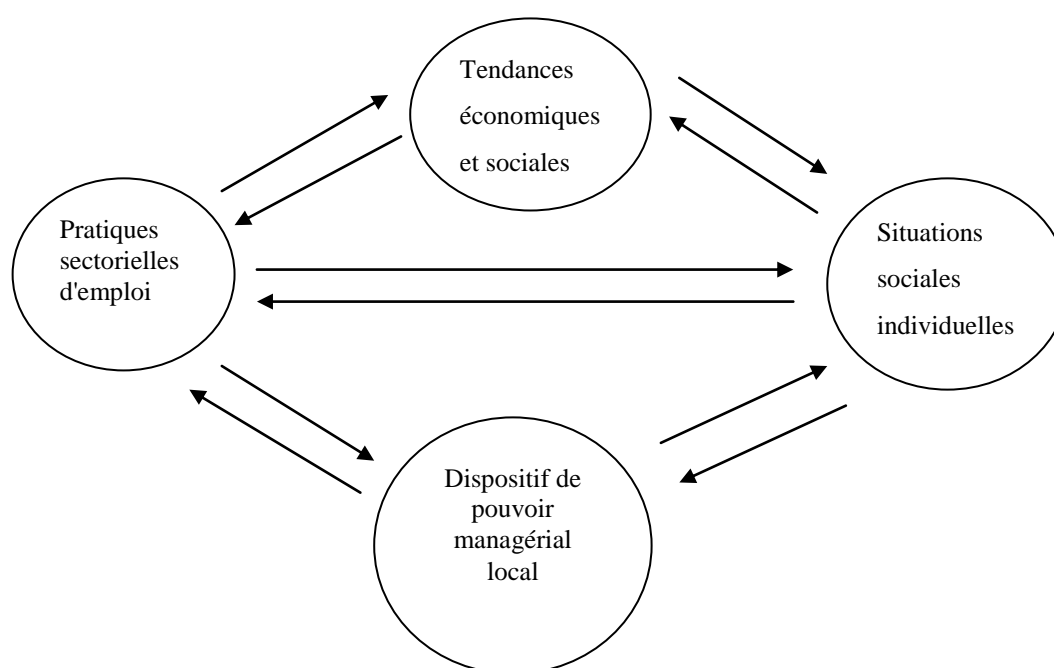 Tendances
économiques
et sociales
Pratiques
sectorielles
d'emploi
Situations
sociales
individuelles
Dispositif de
pouvoir
managérial
local